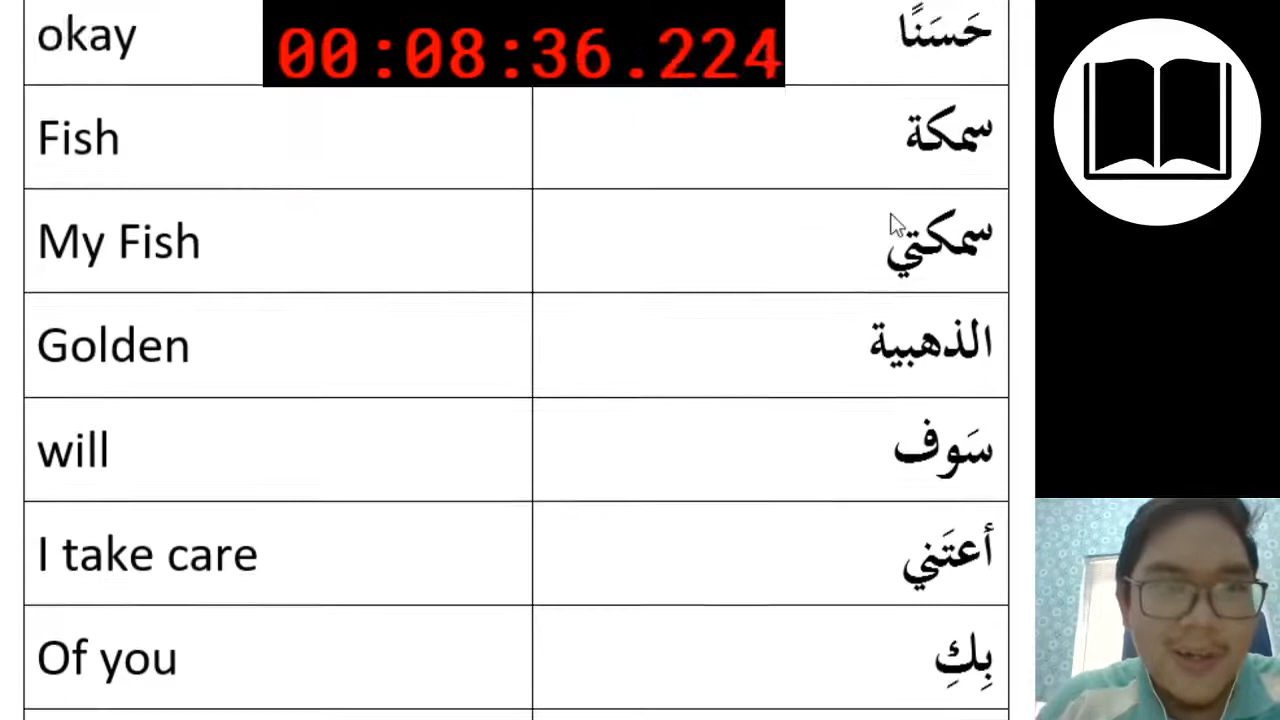 okay
00:08:36.224
حَسَنًا
Fish
سمكة
My Fish
سمكتي
Golden
الذهبية
will
سَوف
I take care
أعتَني
Of you
بِكِ